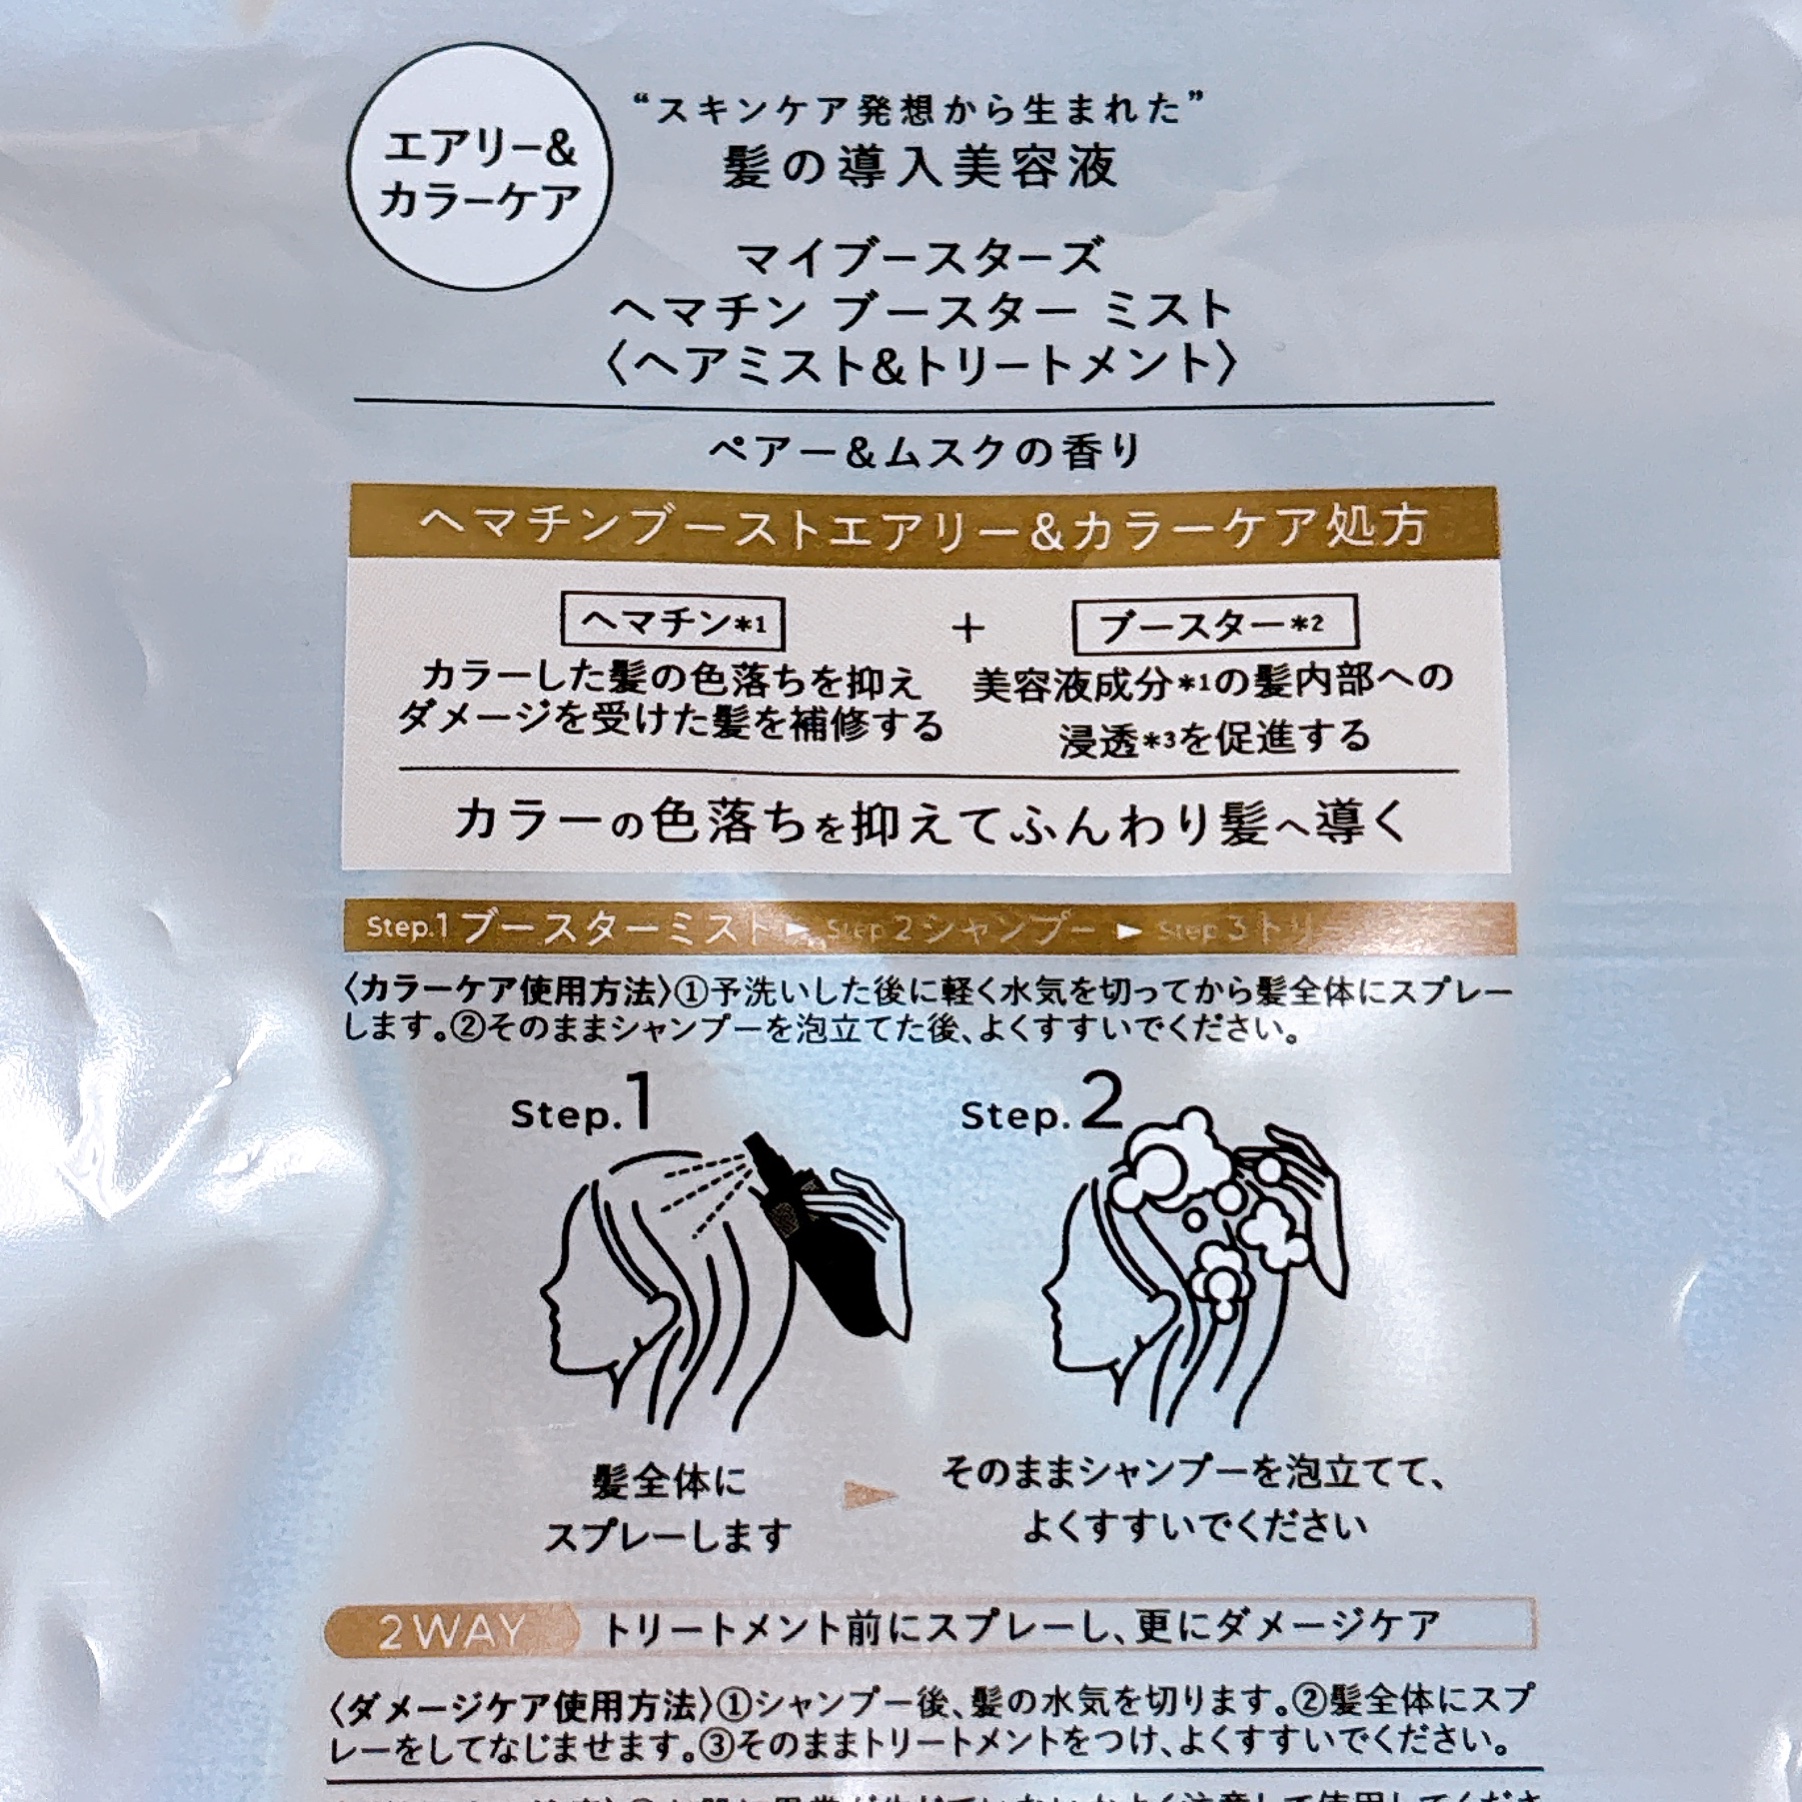 エアリー&
カラーケア
“スキンケア発想から生まれた”
髪の導入美容液
マイブースターズ
ヘマチン ブースター ミスト
〈ヘアミスト&トリートメント〉
ペアー&ムスクの香り
ヘマチンブーストエアリー&カラーケア処方
ヘマチン*1 + ブースター*2
カラーした髪の色落ちを抑え
ダメージを受けた髪を補修する
美容液成分*1の髪内部への
浸透*3を促進する
カラーの色落ちを抑えてふんわり髪へ導く
Step.1 ブースターミスト ► Step 2 シャンプー ► Step 3 トリ
〈カラーケア使用方法〉①予洗いした後に軽く水気を切ってから髪全体にスプレー
します。②そのままシャンプーを泡立てた後、よくすすいでください。
Step.1
Step.2
髪全体に
スプレーします
そのままシャンプーを泡立てて、
よくすすいでください
2WAY トリートメント前にスプレーし、更にダメージケア
〈ダメージケア使用方法〉①シャンプー後、髪の水気を切ります。②髪全体にスプ
レーをしてなじませます。③そのままトリートメントをつけ、よくすすいでください。